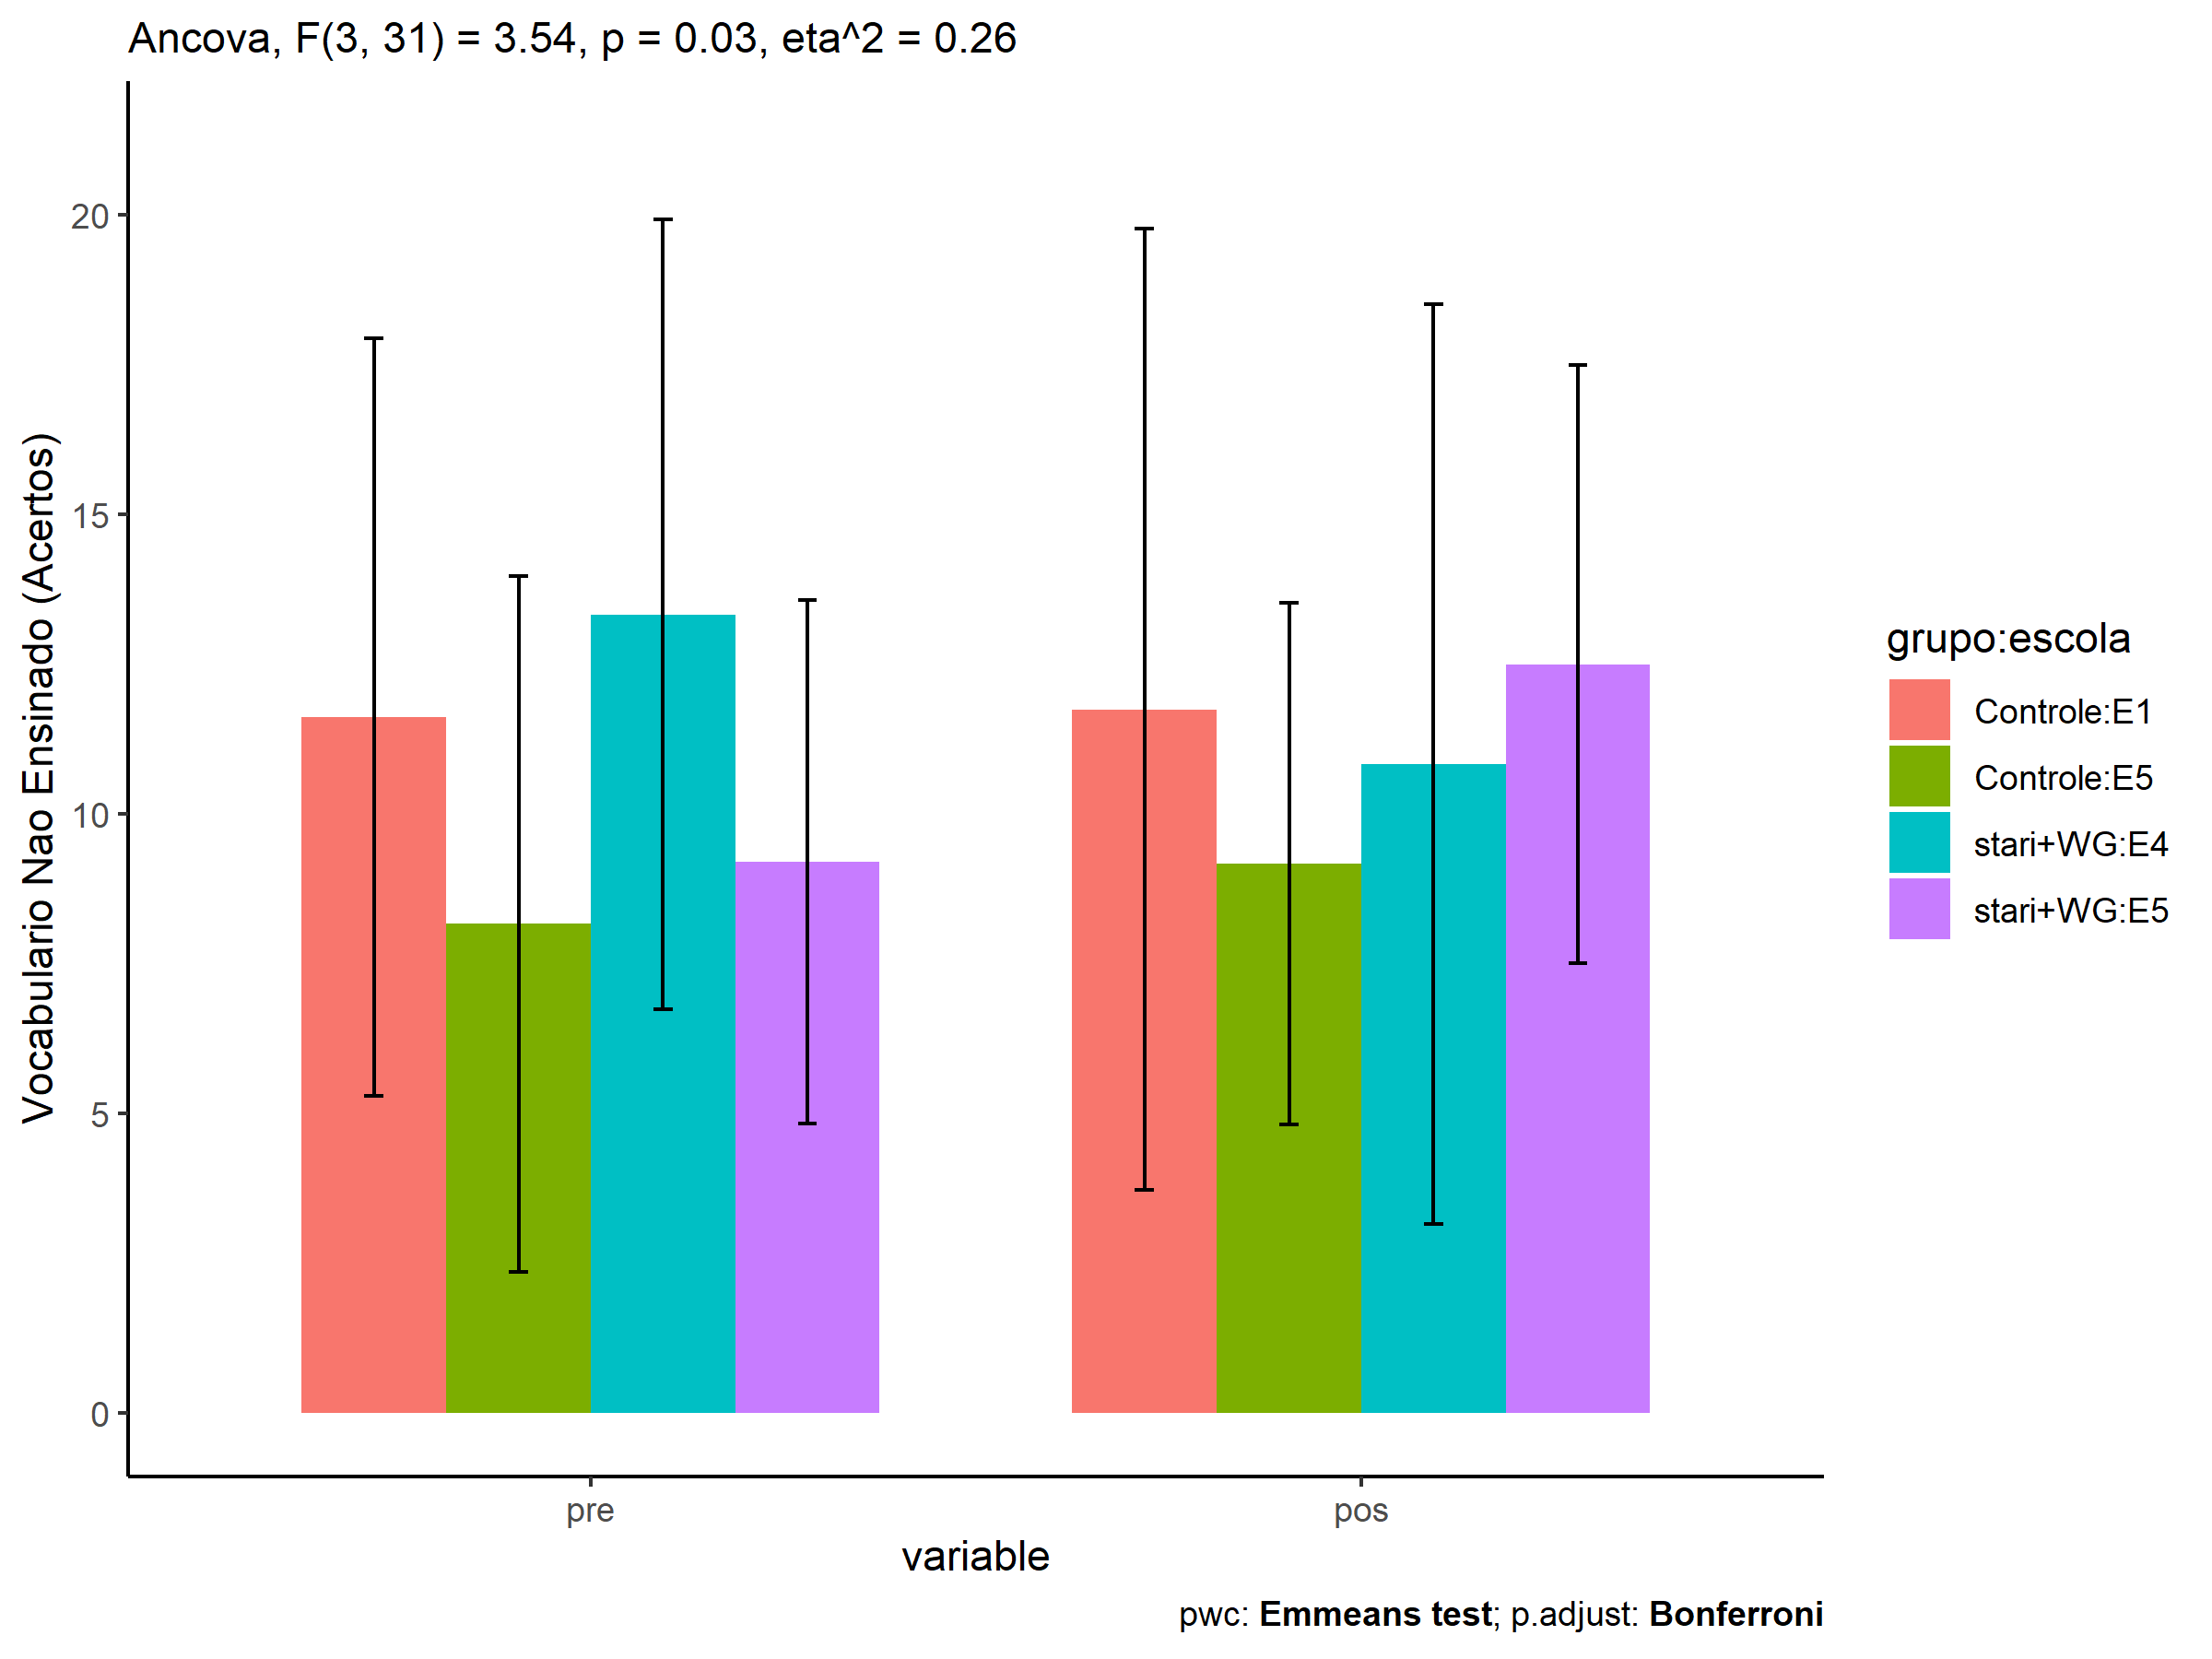 Ancova, F(3, 31) = 3.54, p = 0.03, eta^2 = 0.26
Vocabulario Nao Ensinado (Acertos)
20
15
10
5
0
pre
pos
variable
grupo:escola
Controle:E1
Controle:E5
stari+WG:E4
stari+WG:E5
pwc: Emmeans test; p.adjust: Bonferroni